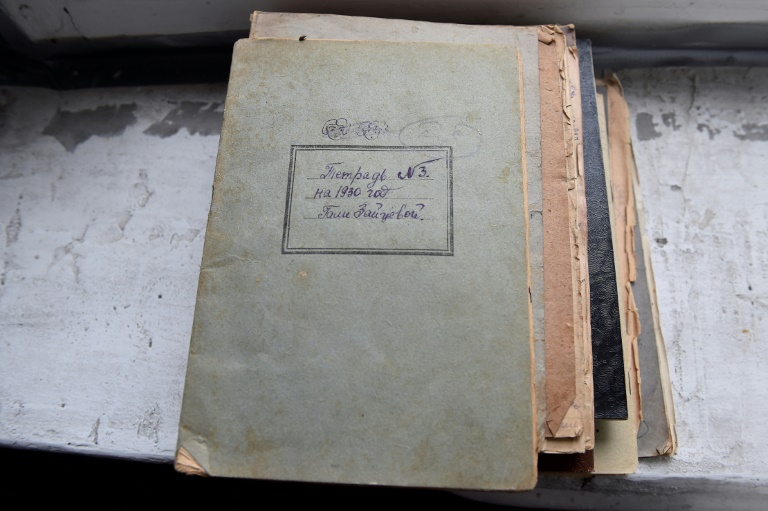 Тетрадь №3.
на 1930 год
Гали Зайцевой.